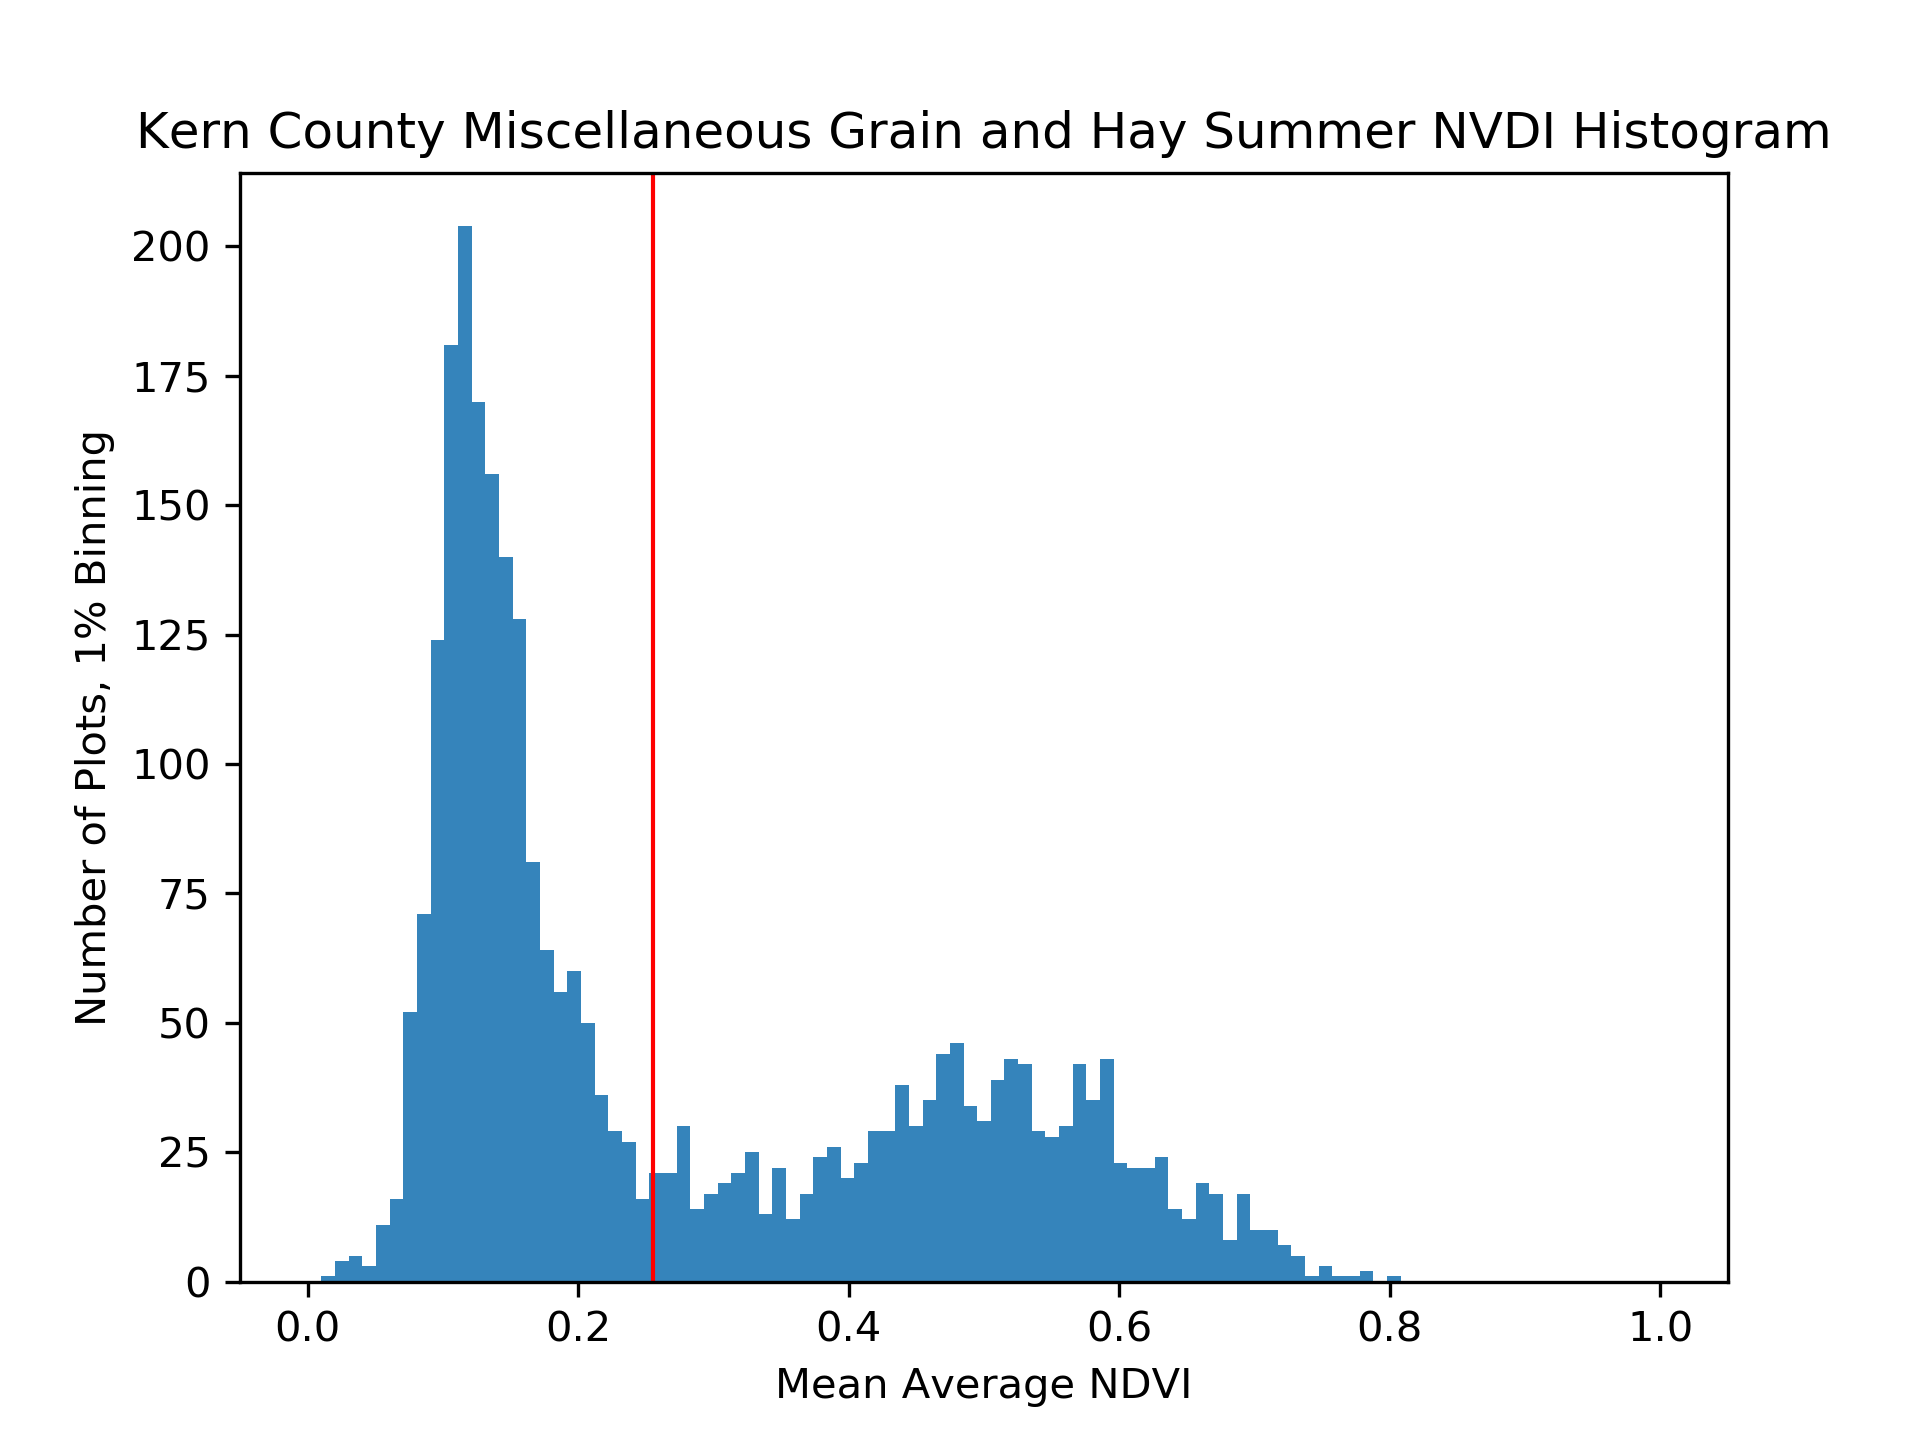 Kern County Miscellaneous Grain and Hay Summer NVDI Histogram
Number of Plots, 1% Binning
200
175
150
125
100
75
50
25
0
0.0 0.2 0.4 0.6 0.8 1.0
Mean Average NDVI